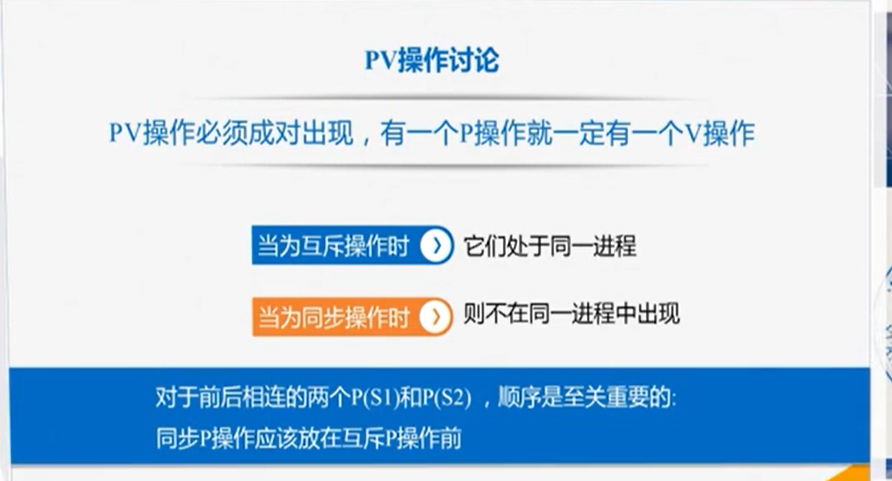 PV操作讨论
PV操作必须成对出现，有一个P操作就一定有一个V操作
当为互斥操作时
它们处于同一进程
当为同步操作时
则不在同一进程中出现
对于前后相连的两个P(S1)和P(S2) ，顺序是至关重要的:
同步P操作应该放在互斥P操作前